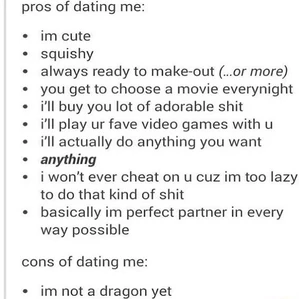 pros of dating me:
• im cute
• squishy
• always ready to make-out (...or more)
• you get to choose a movie everynight
• i'll buy you lot of adorable shit
• i'll play ur fave video games with u
• i'll actually do anything you want
• anything
• i won't ever cheat on u cuz im too lazy
to do that kind of shit
• basically im perfect partner in every
way possible
cons of dating me:
• im not a dragon yet